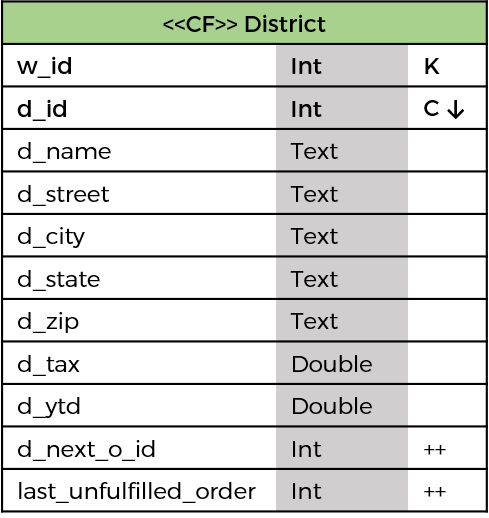 <<CF>> District
w_id Int K
d_id Int C ↓
d_name Text
d_street Text
d_city Text
d_state Text
d_zip Text
d_tax Double
d_ytd Double
d_next_o_id Int ++
last_unfulfilled_order Int ++